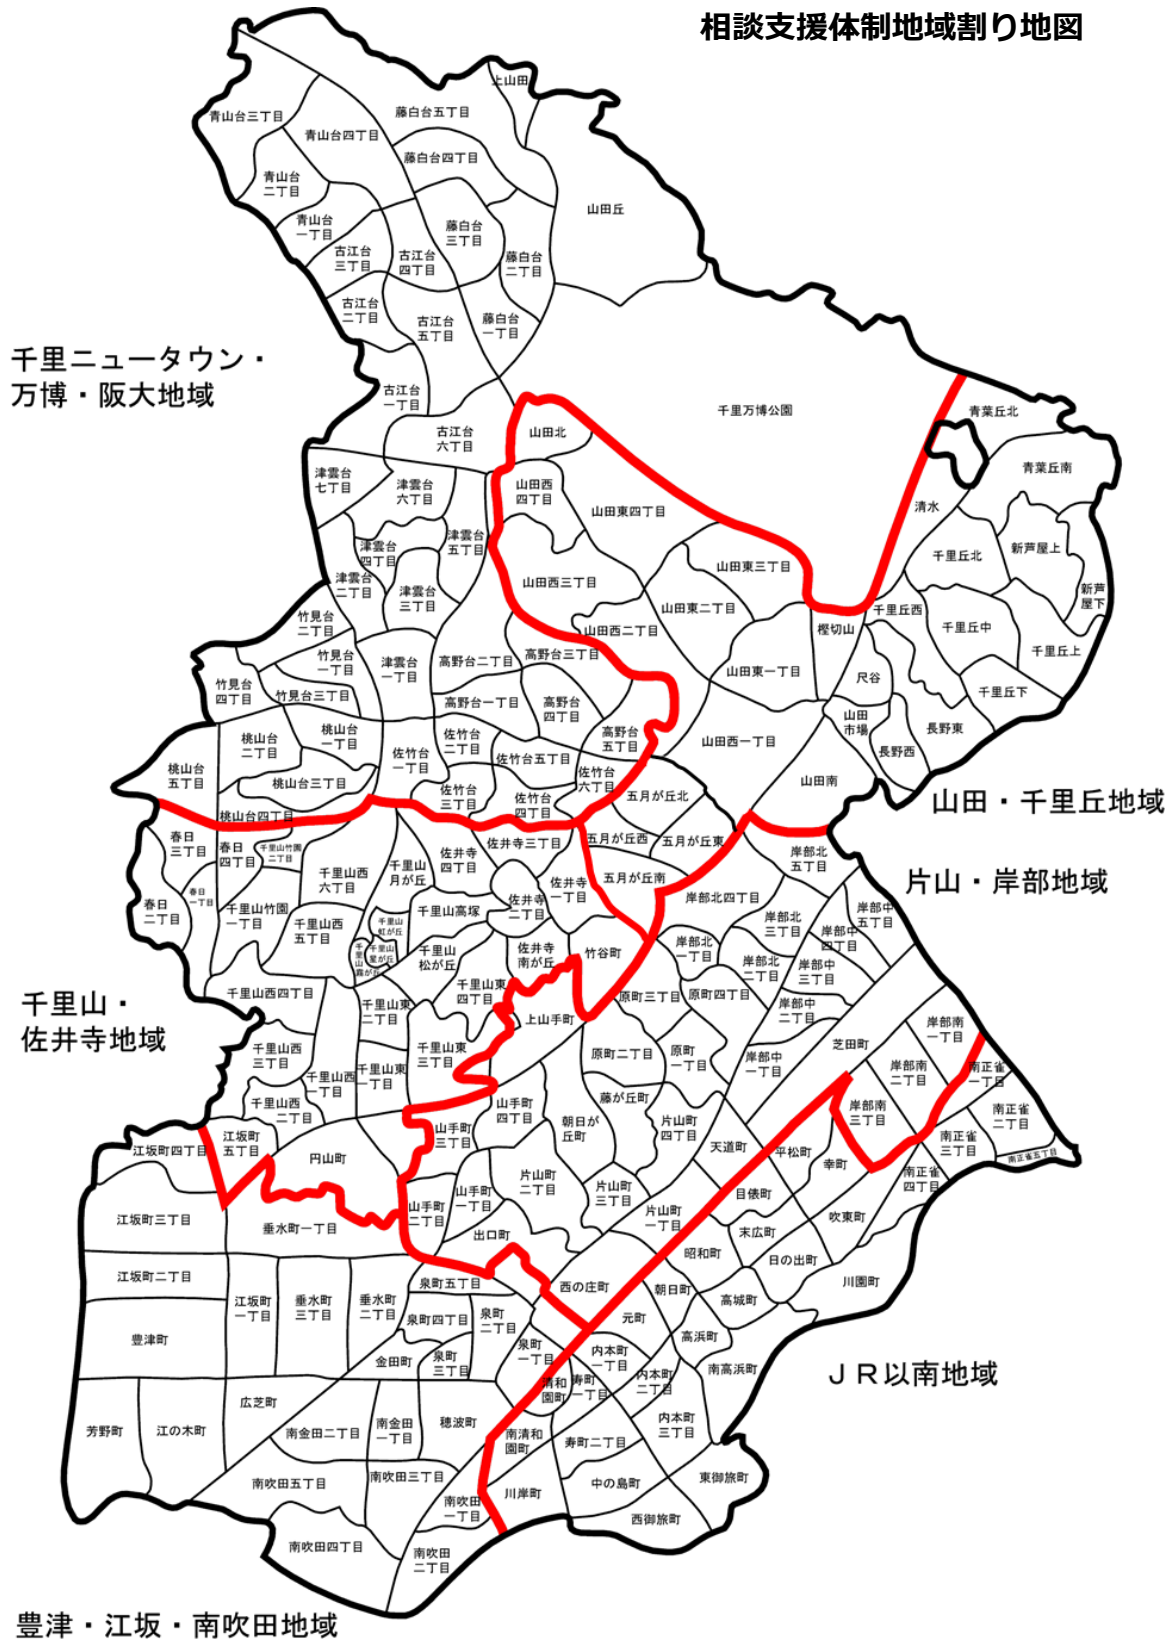 相談支援体制地域割り地図
上山田
青山台三丁目
藤白台五丁目
青山台四丁目
藤白台四丁目
青山台
二丁目
山田丘
青山台
一丁目
藤白台
三丁目
古江台
三丁目
古江台
四丁目
藤白台
二丁目
古江台
二丁目
古江台
五丁目
藤白台
一丁目
千里ニュータウン・
万博・阪大地域
古江台
一丁目
千里万博公園
青葉丘北
古江台
六丁目
山田北
青葉丘南
津雲台
七丁目
津雲台
六丁目
山田西
四丁目
山田東四丁目
清水
津雲台
五丁目
津雲台
四丁目
新芦屋上
千里丘北
山田東三丁目
津雲台
二丁目
津雲台
三丁目
山田西三丁目
新芦
屋下
竹見台
二丁目
山田東二丁目
千里丘西
山田西二丁目
樫切山
千里丘中
千里丘上
竹見台
一丁目
津雲台
一丁目
高野台二丁目
高野台三丁目
山田東一丁目
尺谷
竹見台
四丁目
竹見台三丁目
千里丘下
高野台一丁目
高野台
四丁目
山田
市場
長野東
桃山台
二丁目
桃山台
一丁目
佐竹台
二丁目
高野台
五丁目
山田西一丁目
長野西
佐竹台
一丁目
佐竹台五丁目
桃山台
五丁目
桃山台三丁目
佐竹台
六丁目
山田南
佐竹台
三丁目
佐竹台
四丁目
五月が丘北
山田・千里丘地域
桃山台四丁目
春日
三丁目
春日
四丁目
千里山竹園
二丁目
佐井寺三丁目
五月が丘西
五月が丘東
佐井寺
四丁目
岸部北
五丁目
千里山西
六丁目
千里山
月が丘
五月が丘南
片山・岸部地域
春日
一丁目
佐井寺
一丁目
岸部北四丁目
春日
二丁目
千里山竹園
一丁目
千里山高塚
佐井寺
二丁目
岸部中
五丁目
千里山西
五丁目
千里山
虹が丘
岸部北
三丁目
岸部中
四丁目
千里山
星が丘
千里山
霧が丘
千里山
松が丘
佐井寺
南が丘
竹谷町
岸部北
一丁目
岸部北
二丁目
岸部中
三丁目
千里山・
佐井寺地域
千里山西四丁目
千里山東
四丁目
原町三丁目
原町四丁目
千里山東
二丁目
岸部中
二丁目
上山手町
岸部南
一丁目
千里山西
三丁目
千里山東
三丁目
原町二丁目
原町
一丁目
岸部中
一丁目
芝田町
岸部南
二丁目
南正雀
一丁目
千里山西
一丁目
千里山東
一丁目
千里山西
二丁目
山手町
四丁目
藤が丘町
岸部南
三丁目
南正雀
二丁目
江坂町四丁目
江坂町
五丁目
山手町
三丁目
朝日が
丘町
片山町
四丁目
天道町
平松町
南正雀
三丁目
南正雀五丁目
円山町
幸町
南正雀
四丁目
片山町
二丁目
片山町
三丁目
目俵町
山手町
一丁目
山手町
二丁目
片山町
一丁目
江坂町三丁目
垂水町一丁目
出口町
吹東町
末広町
昭和町
日の出町
江坂町二丁目
泉町五丁目
西の庄町
朝日町
川園町
江坂町
一丁目
垂水町
三丁目
垂水町
二丁目
高城町
豊津町
泉町四丁目
泉町
二丁目
元町
高浜町
泉町
一丁目
内本町
一丁目
金田町
泉町
三丁目
南高浜町
ＪＲ以南地域
清和
園町
寿町
一丁目
内本町
二丁目
芳野町
江の木町
広芝町
南金田二丁目
南金田
一丁目
穂波町
南清和
園町
内本町
三丁目
寿町二丁目
南吹田五丁目
南吹田三丁目
中の島町
東御旅町
南吹田
一丁目
川岸町
西御旅町
南吹田四丁目
南吹田
二丁目
豊津・江坂・南吹田地域